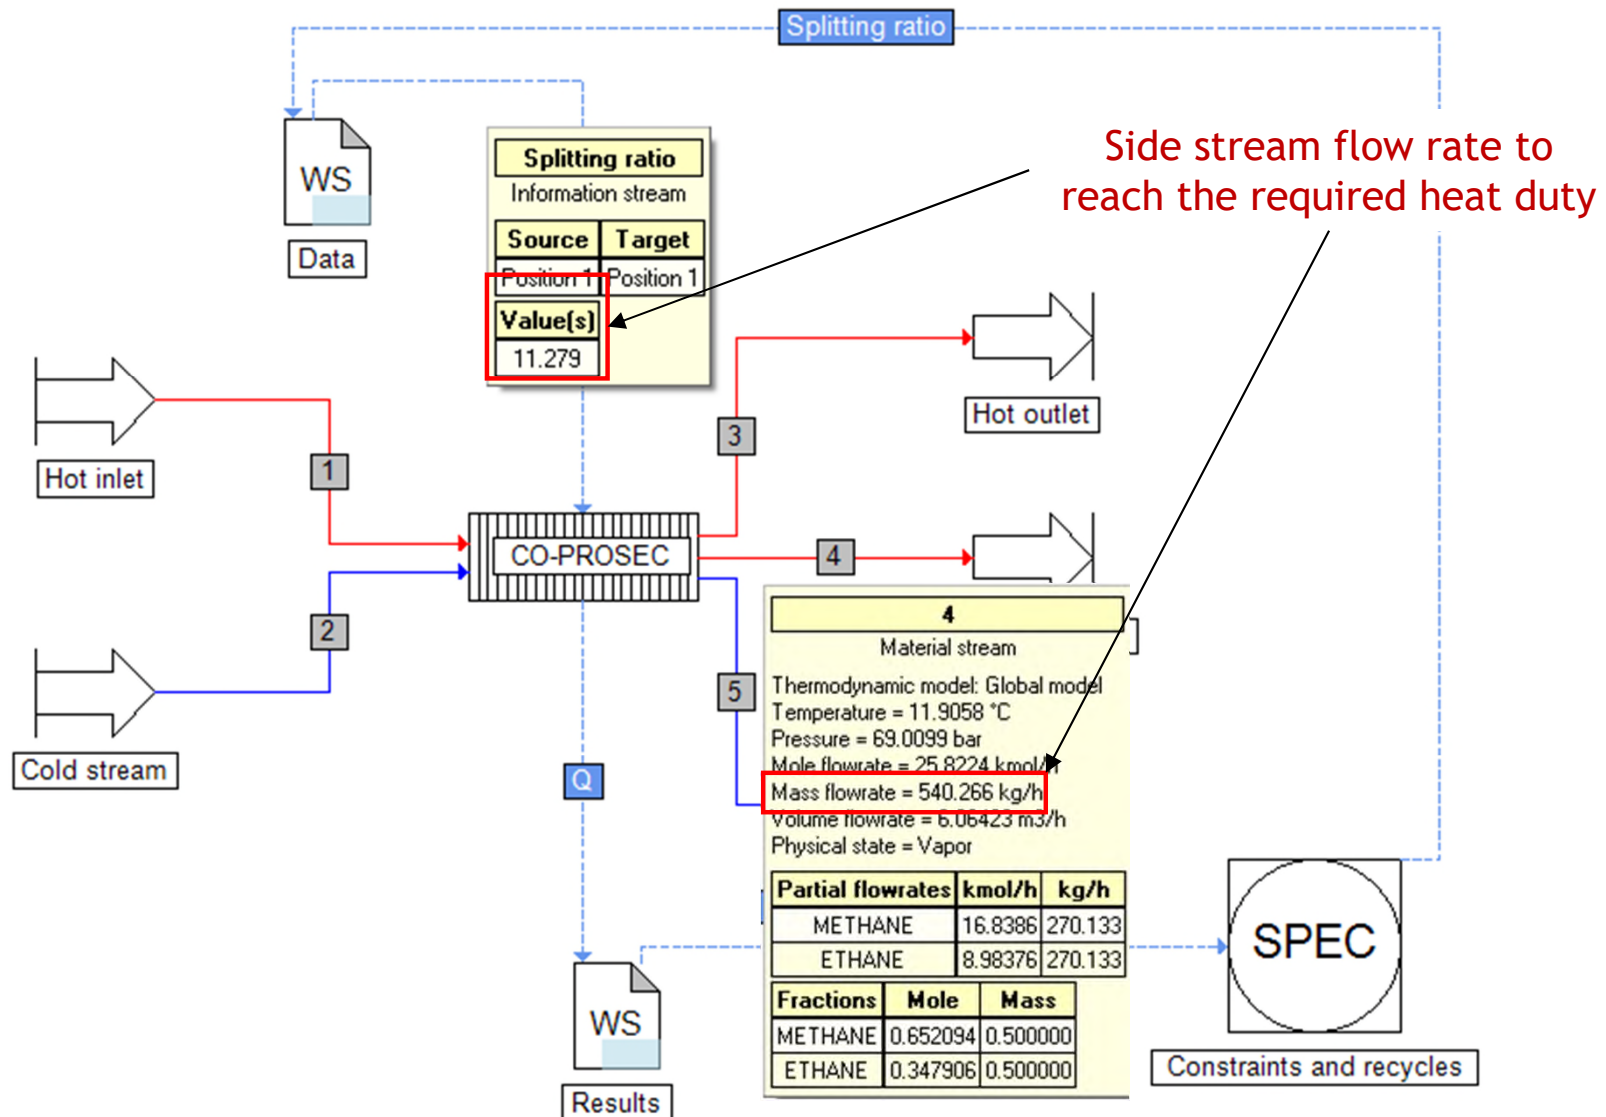 Splitting ratio
WS
Data
Splitting ratio
Information stream
Source Target
Position 1 Position 1
Value(s)
11.279
Side stream flow rate to
reach the required heat duty
Hot inlet
1
3
Hot outlet
CO-PROSEC
4
2
Cold stream
5
Q
4
Material stream
Thermodynamic model: Global model
Temperature = 11.9058 °C
Pressure = 69.0099 bar
Mole flowrate = 25.8224 kmol/h
Mass flowrate = 540.266 kg/h
Volume flowrate = 6.06423 m3/h
Physical state = Vapor
Partial flowrates kmol/h kg/h
METHANE 16.8386 270.133
ETHANE 8.98376 270.133
Fractions Mole Mass
METHANE 0.652094 0.500000
ETHANE 0.347906 0.500000
WS
Results
SPEC
Constraints and recycles